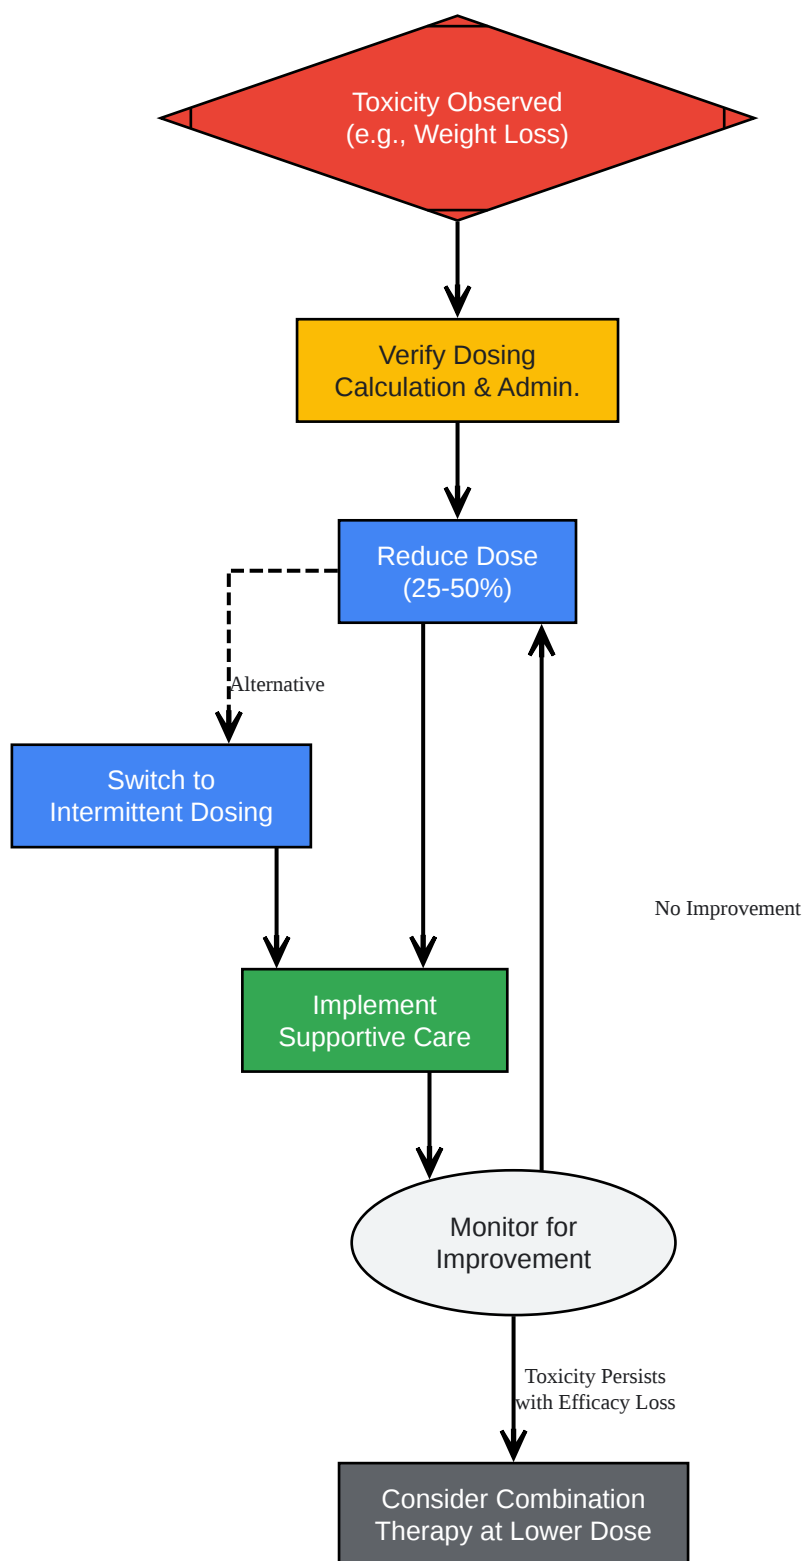 Toxicity Observed
(e.g., Weight Loss)
Verify Dosing
Calculation & Admin.
Reduce Dose
(25-50%)
Alternative
Switch to
Intermittent Dosing
No Improvement
Implement
Supportive Care
Monitor for
Improvement
Toxicity Persists
with Efficacy Loss
Consider Combination
Therapy at Lower Dose